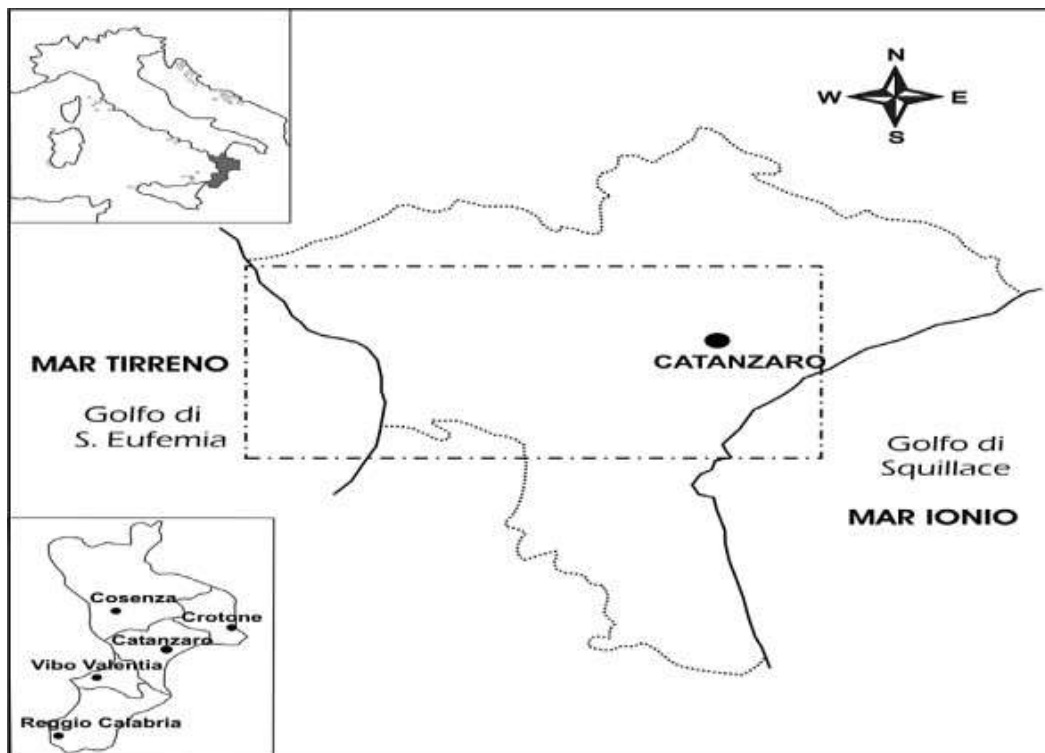 N
W E
S
CATANZARO
MAR TIRRENO
Golfo di
S. Eufemia
Golfo di
Squillace
MAR IONIO
Cosenza
Crotone
Catanzaro
Vibo Valentia
Reggio Calabria